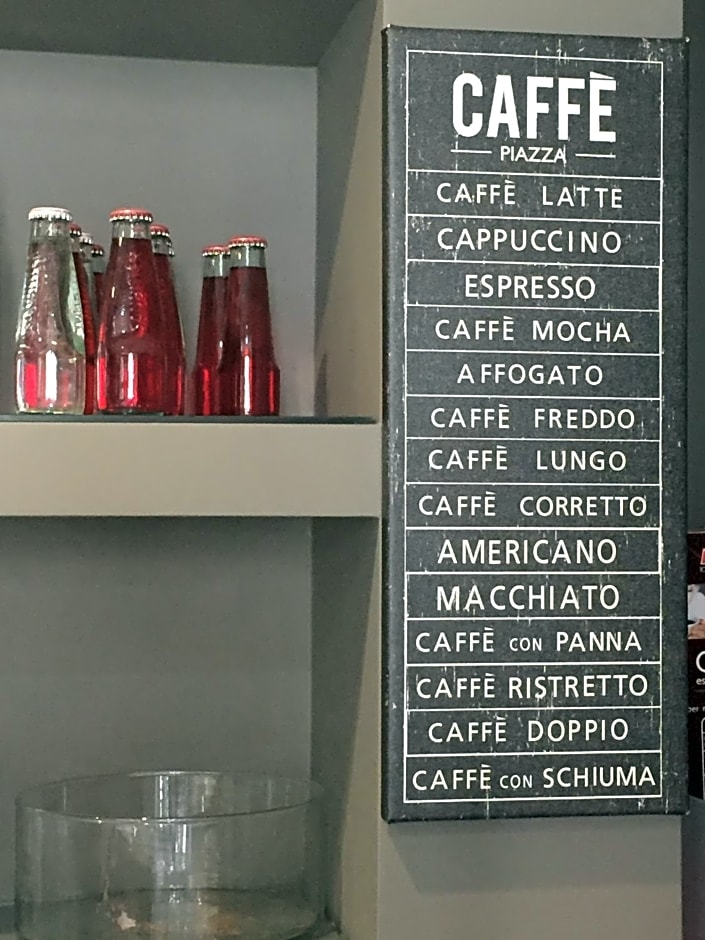 CAFFÈ
PIAZZA
CAFFÈ LATTE
CAPPUCCINO
ESPRESSO
CAFFÈ MOCHA
AFFOGATO
CAFFÈ FREDDO
CAFFÈ LUNGO
CAFFÈ CORRETTO
AMERICANO
MACCHIATO
CAFFÈ CON PANNA
CAFFÈ RISTRETTO
CAFFÈ DOPPIO
CAFFÈ CON SCHIUMA